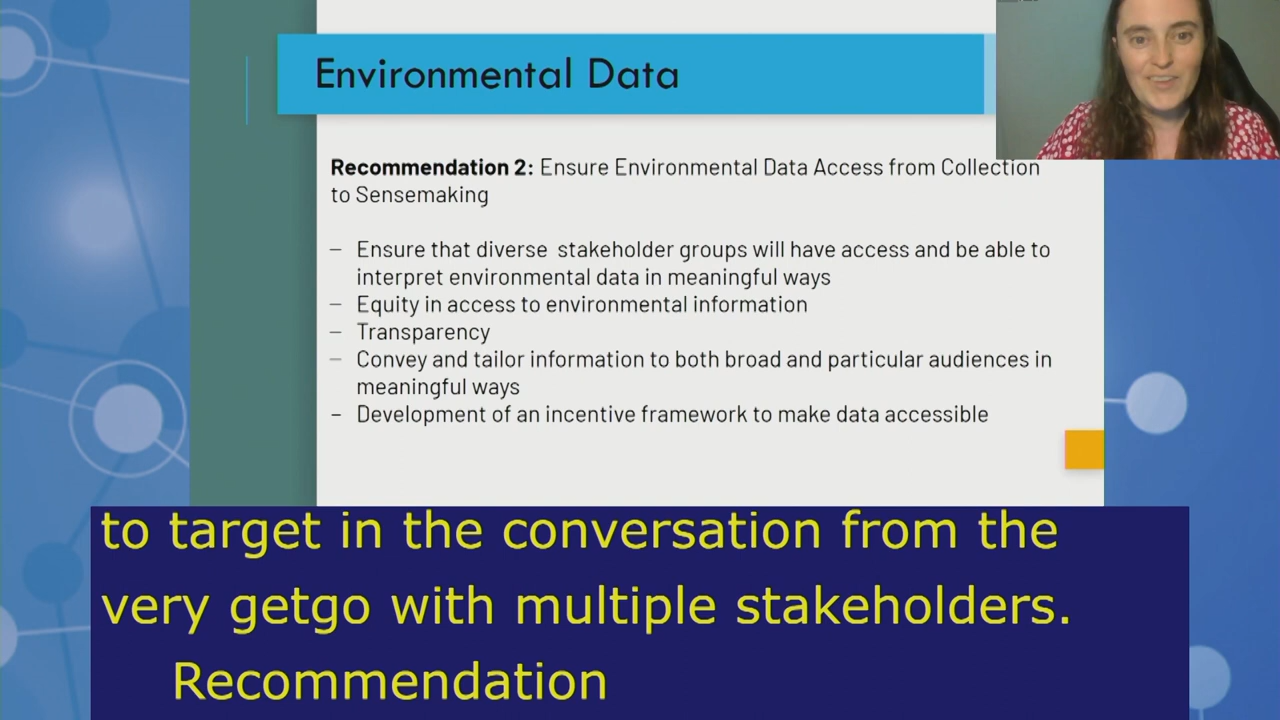 Environmental Data
Recommendation 2: Ensure Environmental Data Access from Collection
to Sensemaking
– Ensure that diverse stakeholder groups will have access and be able to
interpret environmental data in meaningful ways
– Equity in access to environmental information
– Transparency
– Convey and tailor information to both broad and particular audiences in
meaningful ways
– Development of an incentive framework to make data accessible
to target in the conversation from the
very getgo with multiple stakeholders.
Recommendation